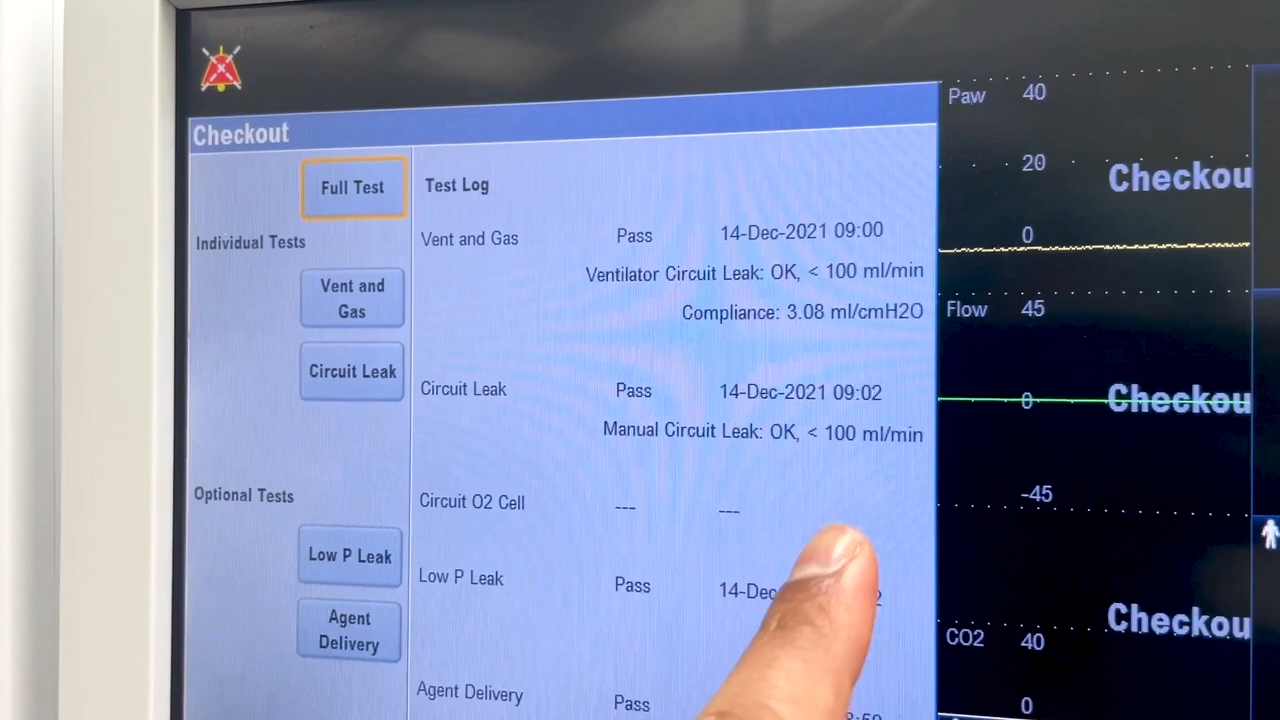 Checkout
Full Test
Individual Tests
Vent and
Gas
Circuit Leak
Optional Tests
Low P Leak
Agent
Delivery
Test Log
Vent and Gas Pass 14-Dec-2021 09:00
Ventilator Circuit Leak: OK, < 100 ml/min
Compliance: 3.08 ml/cmH2O
Circuit Leak Pass 14-Dec-2021 09:02
Manual Circuit Leak: OK, < 100 ml/min
Circuit O2 Cell --- ---
Low P Leak Pass 14-Dec
Agent Delivery Pass
Paw 40
20
Checkou
0
Flow 45
0
Checkou
-45
Checkou
CO2 40
0